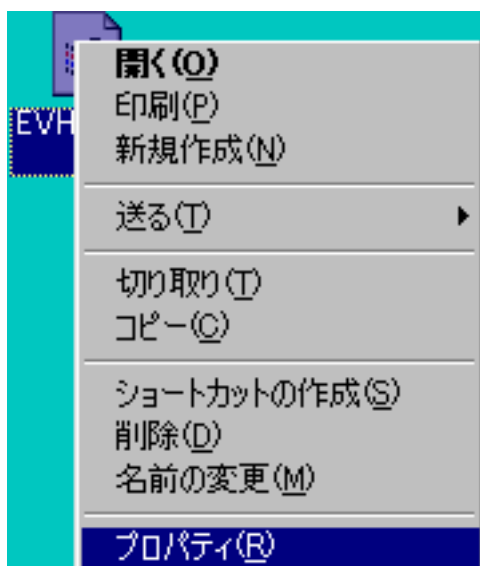 EVH
開く(O)
印刷(P)
新規作成(N)
送る(T)
切り取り(T)
コピー(C)
ショートカットの作成(S)
削除(D)
名前の変更(M)
プロパティ(R)